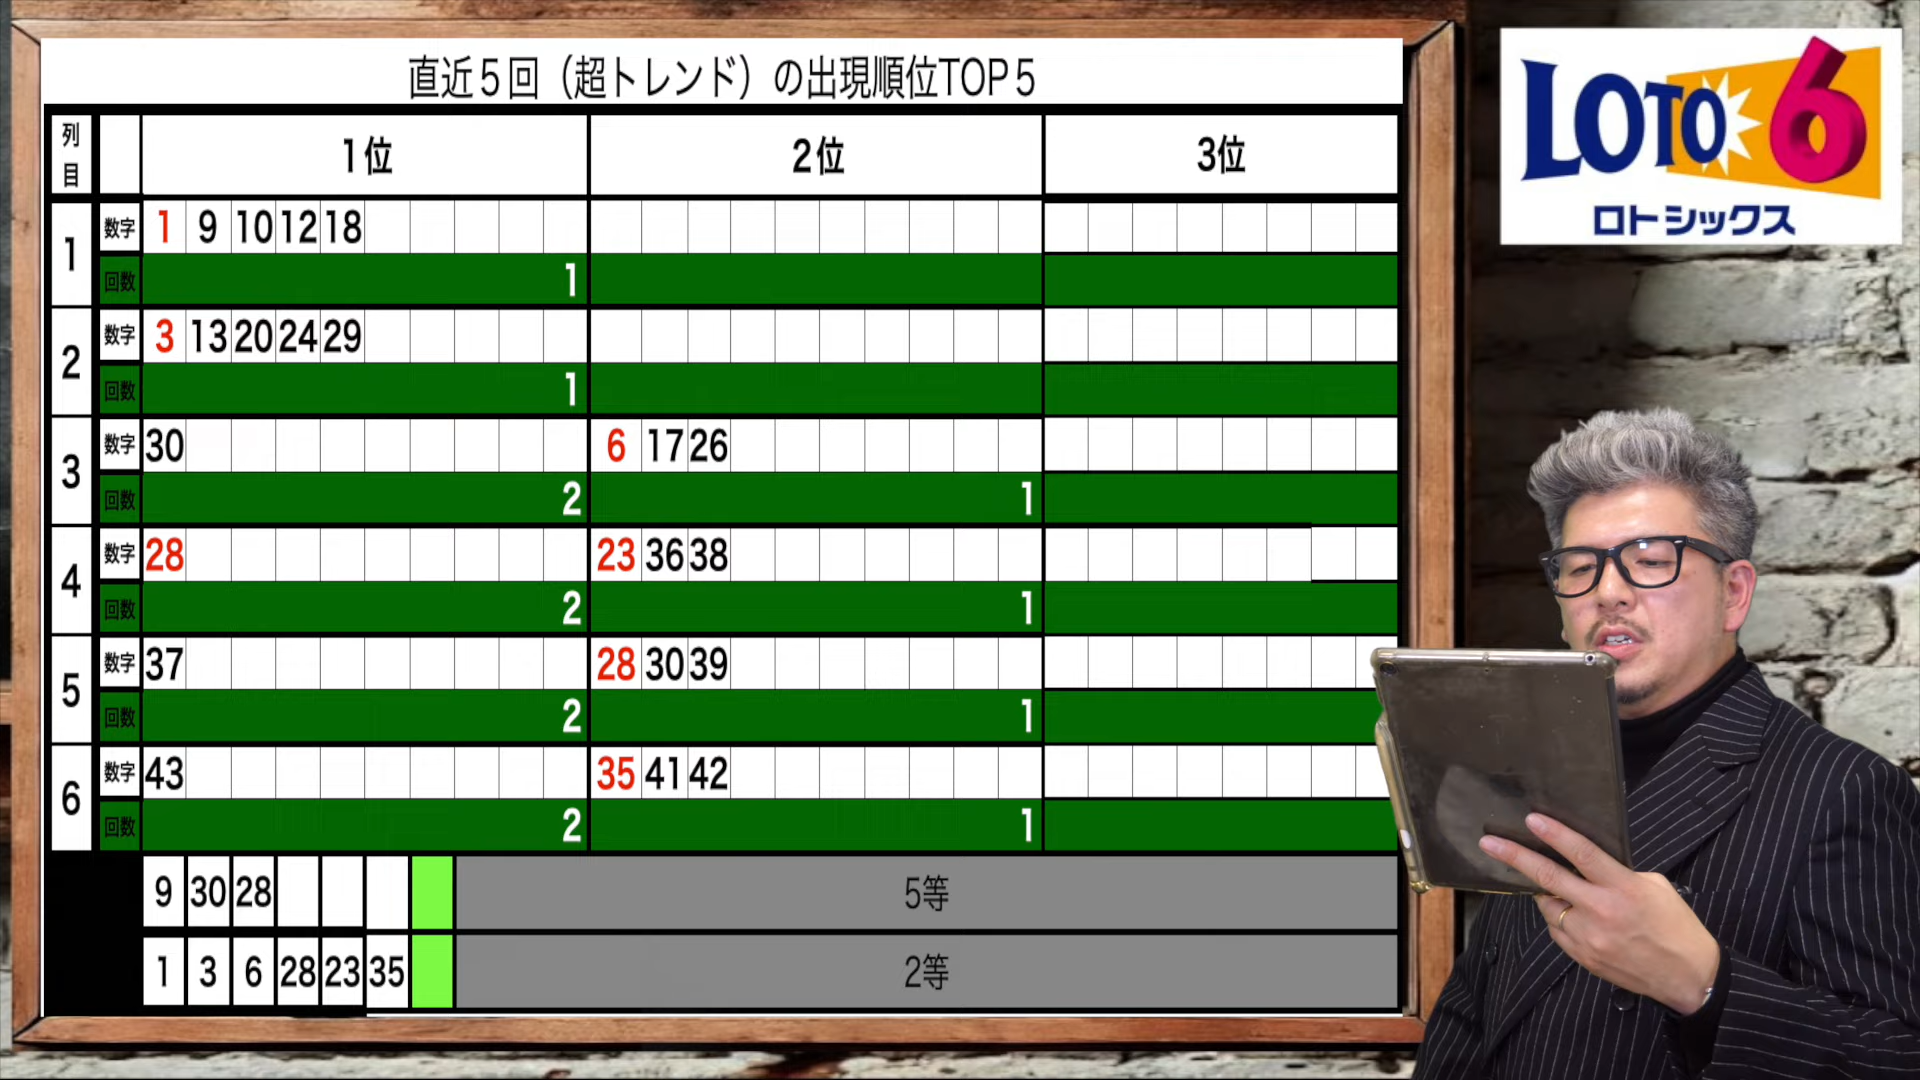 直近５回（超トレンド）の出現順位TOP５
LOTO 6
ロトシックス
列目 1位 2位 3位
1 数字 1 9 10 12 18
回数 1
2 数字 3 13 20 24 29
回数 1
3 数字 30 6 17 26
回数 2 1
4 数字 28 23 36 38
回数 2 1
5 数字 37 28 30 39
回数 2 1
6 数字 43 35 41 42
回数 2 1
9 30 28 5等
1 3 6 28 23 35 2等